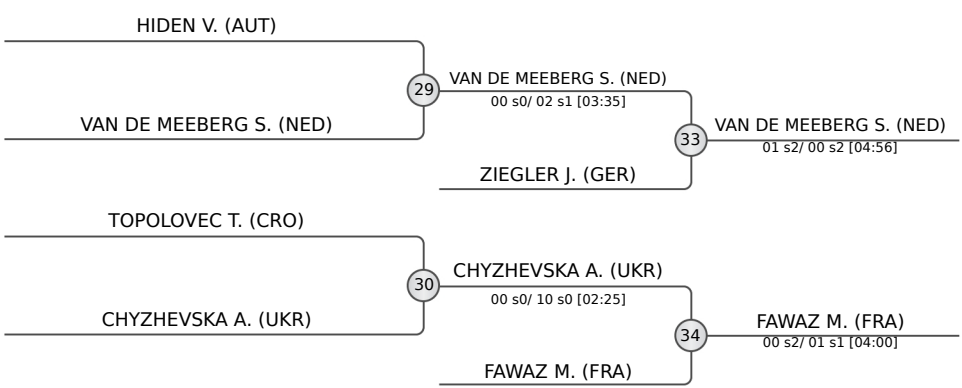 HIDEN V. (AUT)
29
VAN DE MEEBERG S. (NED)
00 s0/ 02 s1 [03:35]
VAN DE MEEBERG S. (NED)
33
VAN DE MEEBERG S. (NED)
01 s2/ 00 s2 [04:56]
ZIEGLER J. (GER)
TOPOLOVEC T. (CRO)
30
CHYZHEVSKA A. (UKR)
00 s0/ 10 s0 [02:25]
CHYZHEVSKA A. (UKR)
34
FAWAZ M. (FRA)
00 s2/ 01 s1 [04:00]
FAWAZ M. (FRA)